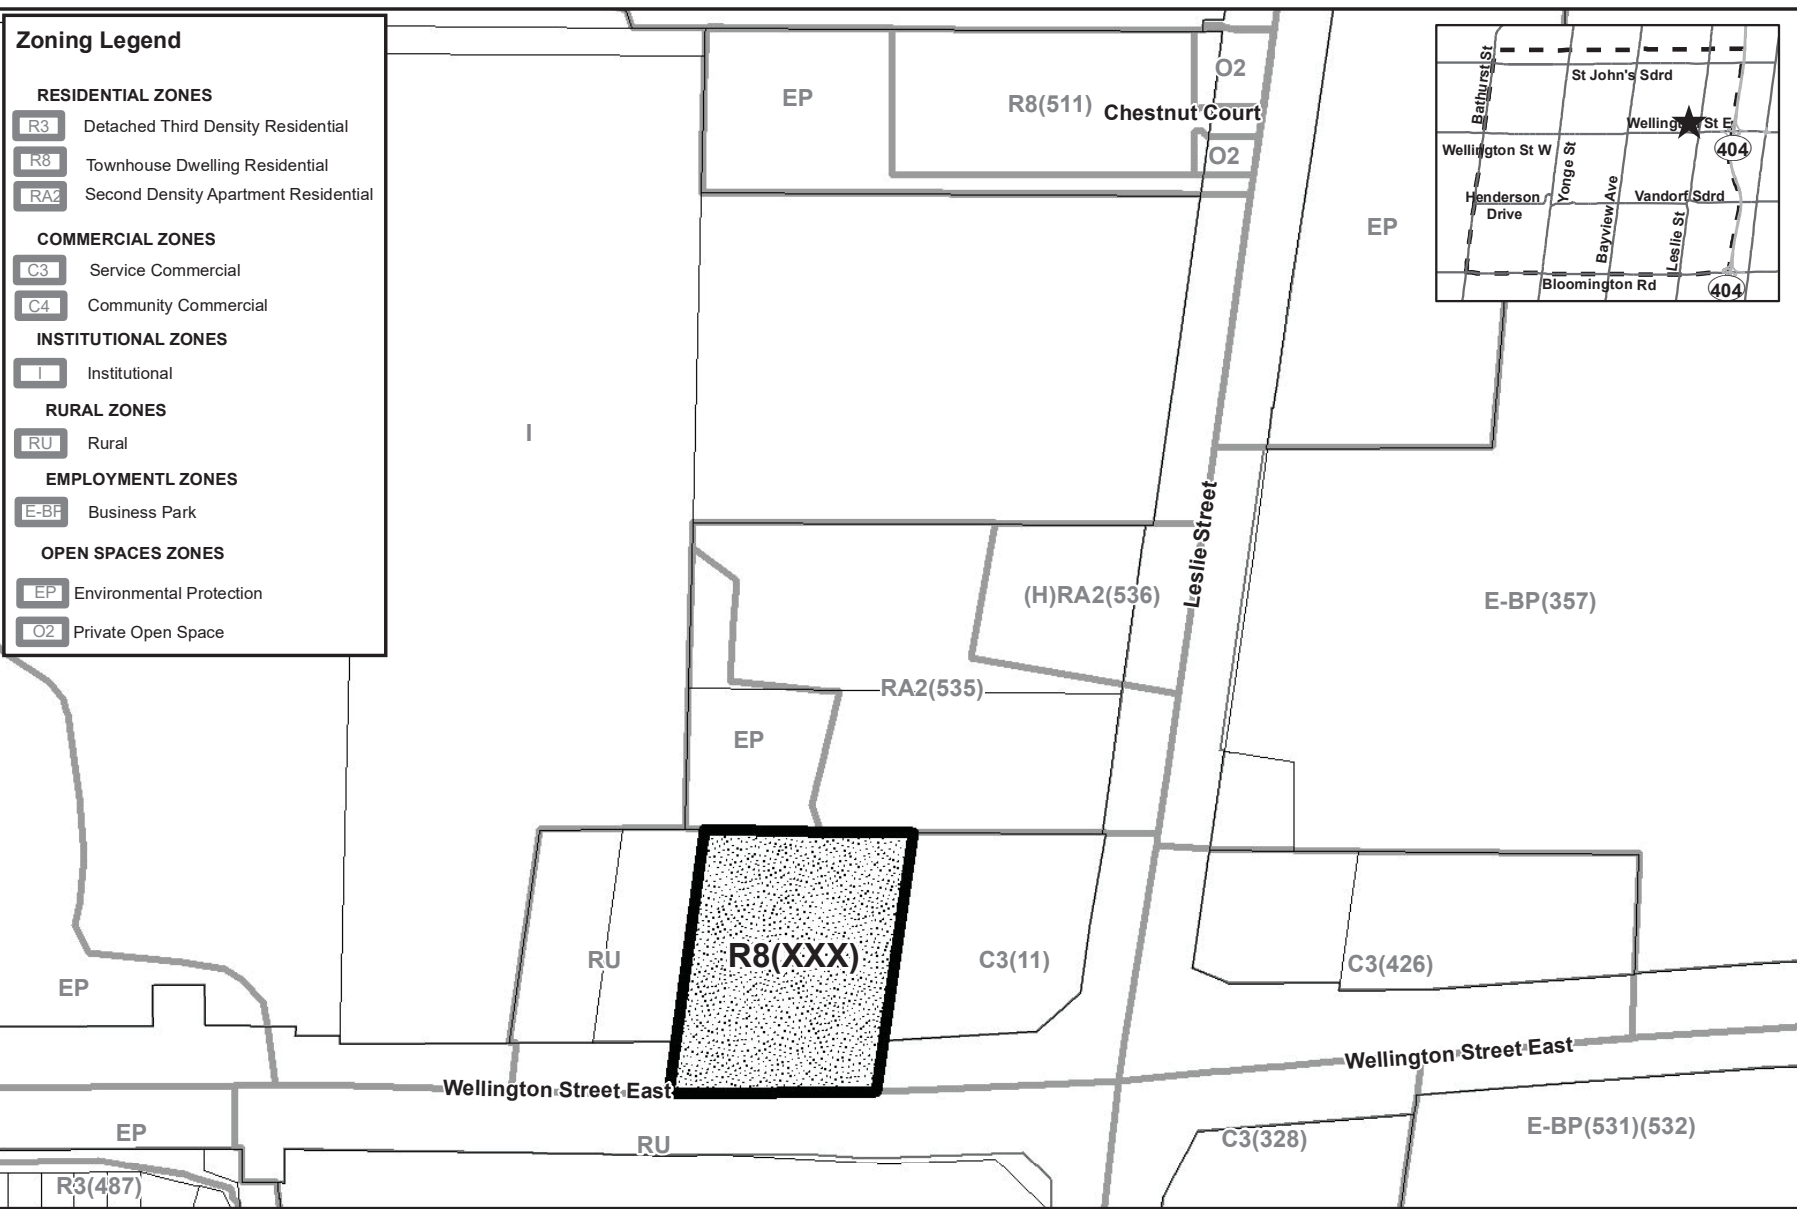 Zoning Legend
RESIDENTIAL ZONES
R3 Detached Third Density Residential
R8 Townhouse Dwelling Residential
RA2 Second Density Apartment Residential
COMMERCIAL ZONES
C3 Service Commercial
C4 Community Commercial
INSTITUTIONAL ZONES
I Institutional
RURAL ZONES
RU Rural
EMPLOYMENTL ZONES
E-BP Business Park
OPEN SPACES ZONES
EP Environmental Protection
O2 Private Open Space
EP
R8(511)
O2
Chestnut Court
O2
EP
I
Leslie Street
(H)RA2(536)
E-BP(357)
RA2(535)
EP
RU
R8(XXX)
C3(11)
C3(426)
EP
Wellington Street East
Wellington Street East
EP
RU
C3(328)
E-BP(531)(532)
R3(487)
Bathurst St
St John's Sdrd
Wellington St E
Wellington St W
404
Yonge St
Henderson
Drive
Bayview Ave
Vandorf Sdrd
Leslie St
Bloomington Rd
404